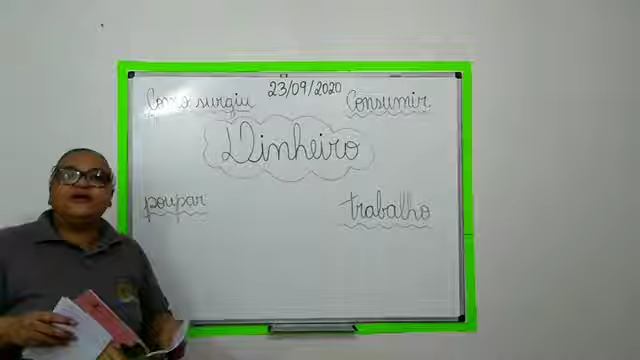 23/09/2020
Como surgiu
Consumir
Dinheiro
poupar
trabalho